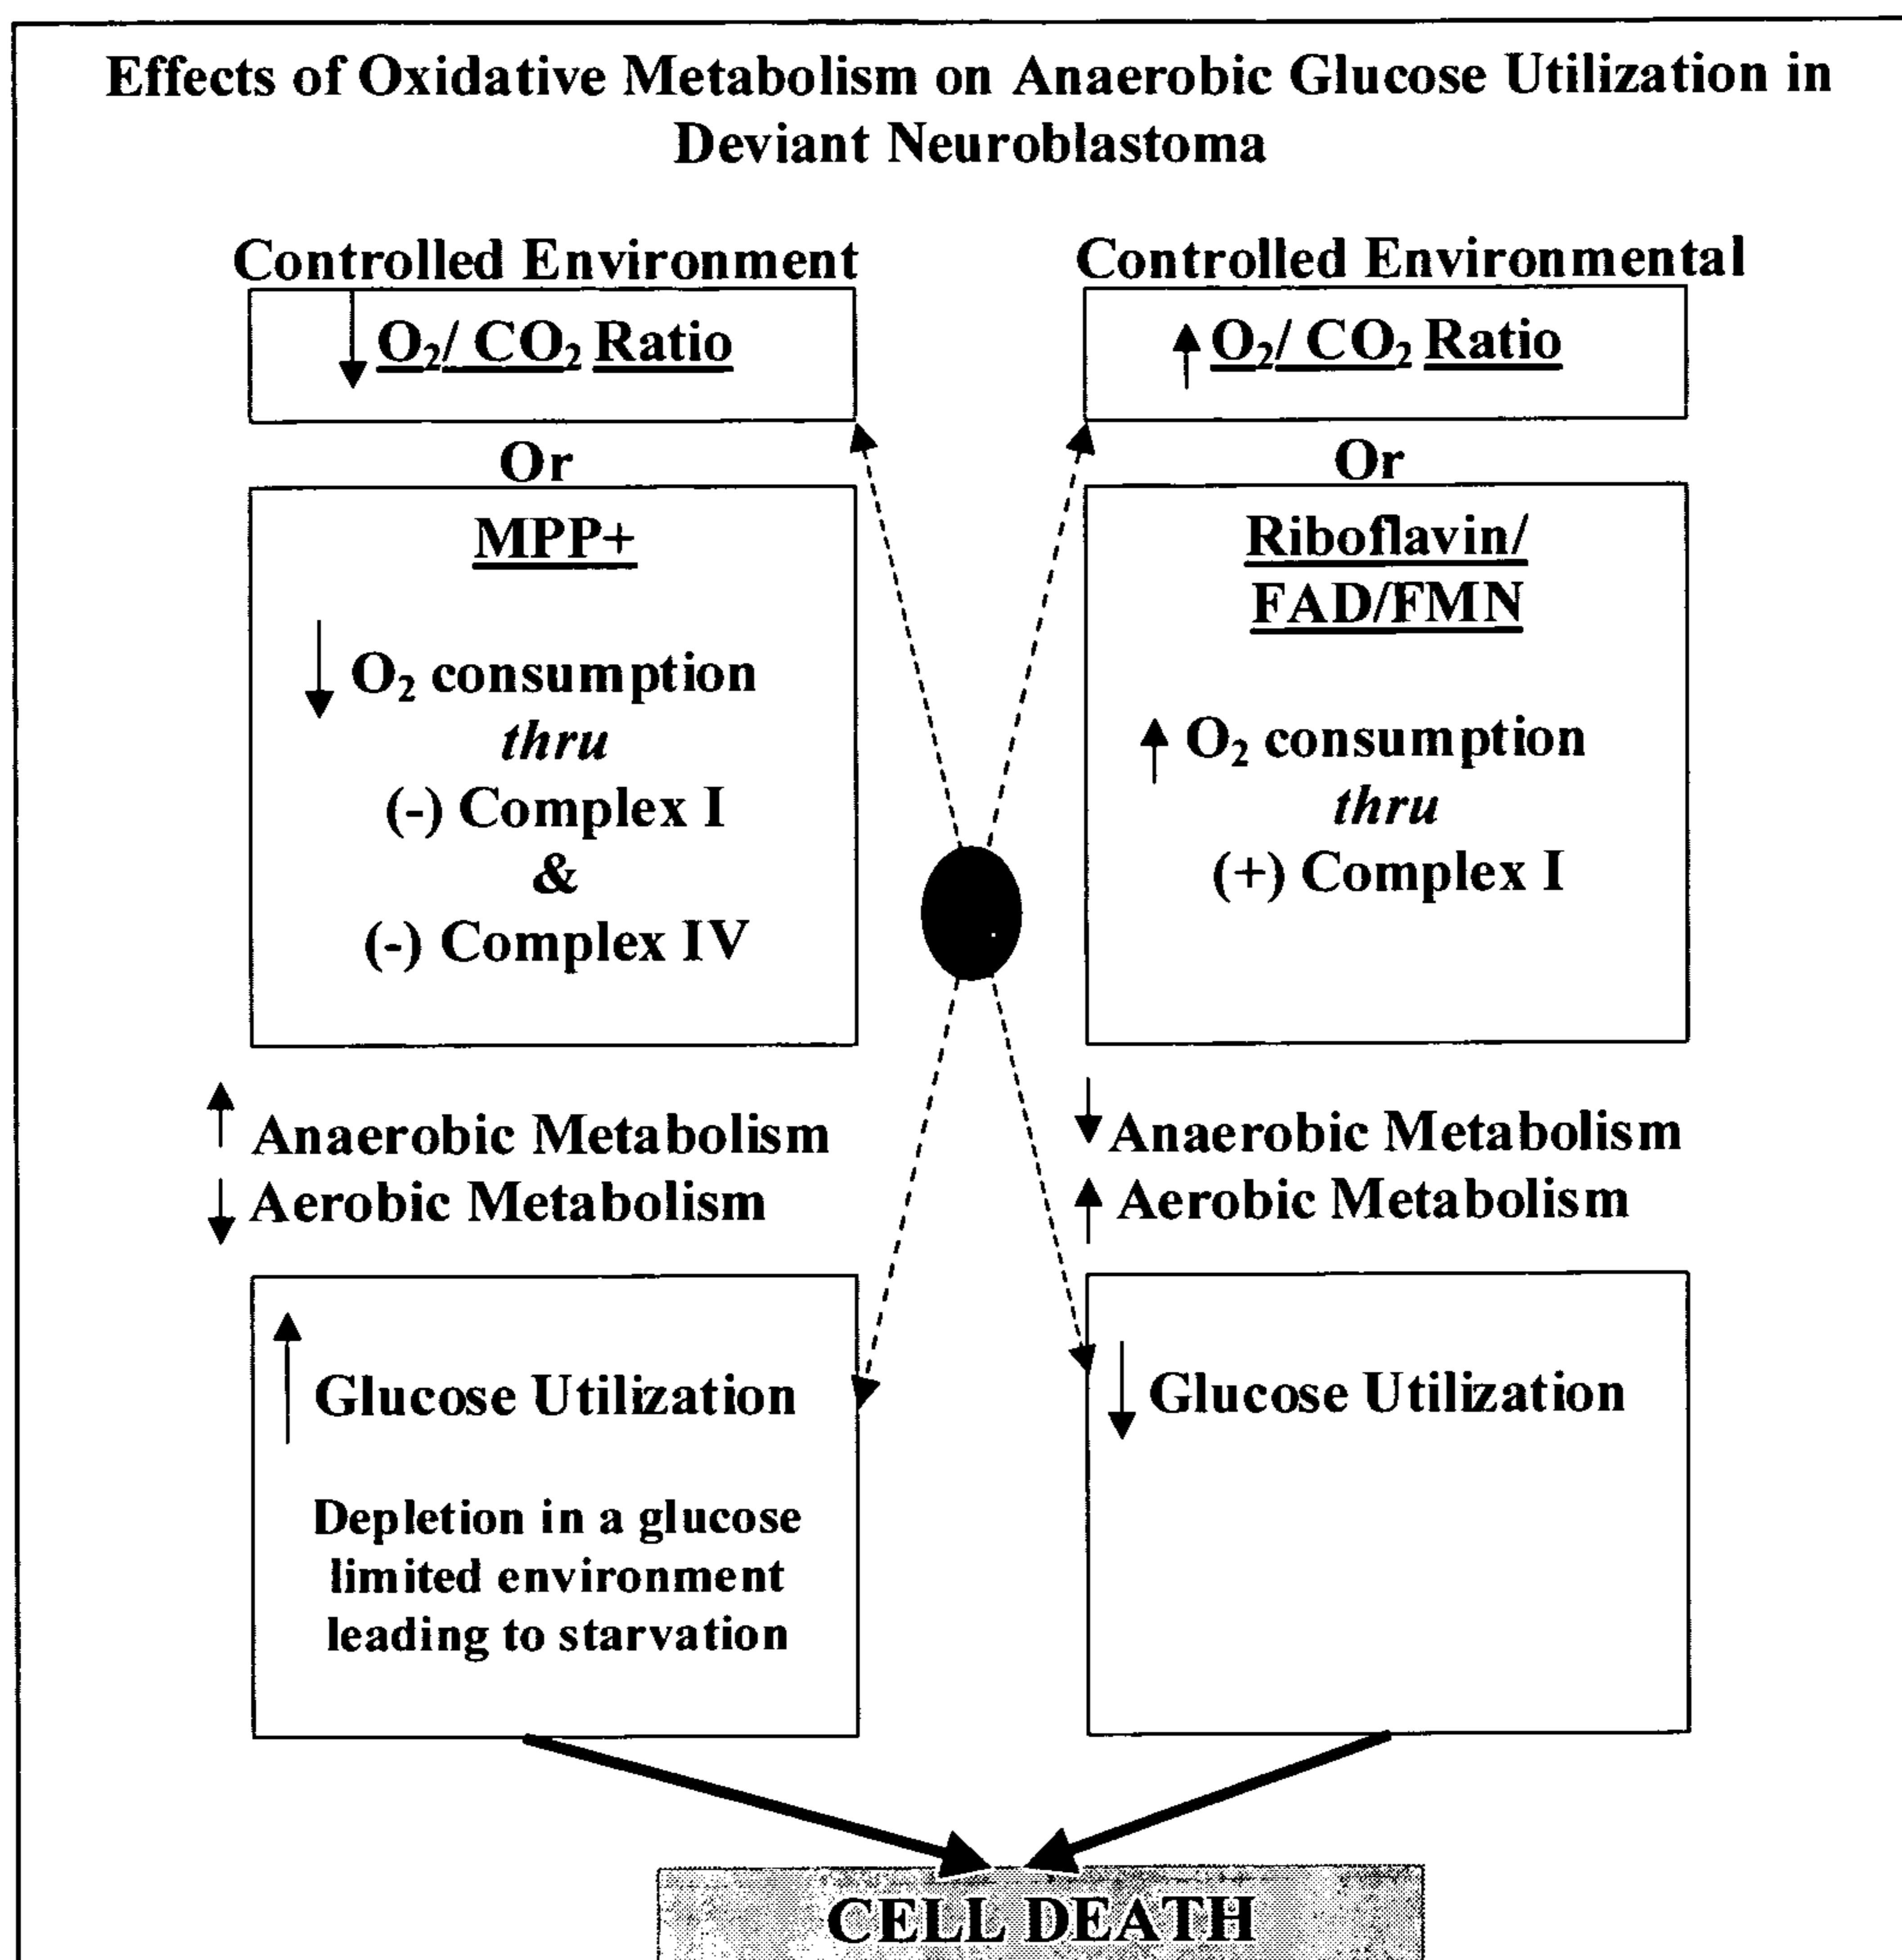 Effects of Oxidative Metabolism on Anaerobic Glucose Utilization in
Deviant Neuroblastoma
Controlled Environment
↓ O₂/ CO₂ Ratio
Or
MPP+
↓ O₂ consumption
thru
(-) Complex I
&
(-) Complex IV
↑ Anaerobic Metabolism
↓ Aerobic Metabolism
↑ Glucose Utilization
Depletion in a glucose
limited environment
leading to starvation
Controlled Environmental
↑ O₂/ CO₂ Ratio
Or
Riboflavin/
FAD/FMN
↑ O₂ consumption
thru
(+) Complex I
↓ Anaerobic Metabolism
↑ Aerobic Metabolism
↓ Glucose Utilization
CELL DEATH